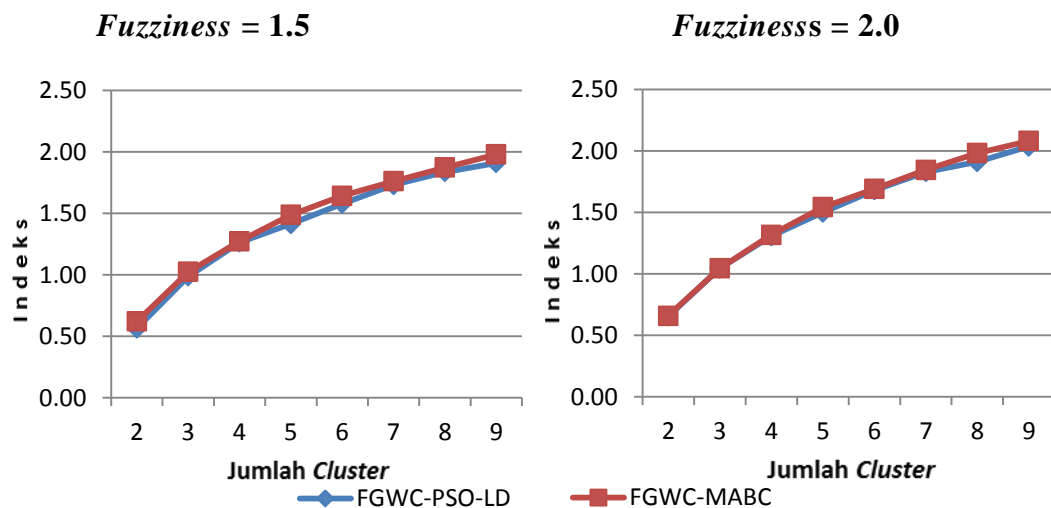 Fuzziness = 1.5
2.50
2.00
1.50
1.00
0.50
0.00
Indeks
2 3 4 5 6 7 8 9
Jumlah Cluster
Fuzzinesss = 2.0
2.50
2.00
1.50
1.00
0.50
0.00
Indeks
2 3 4 5 6 7 8 9
Jumlah Cluster
FGWC-PSO-LD
FGWC-MABC